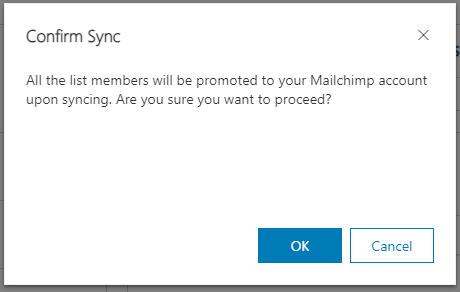 Confirm Sync
All the list members will be promoted to your Mailchimp account
upon syncing. Are you sure you want to proceed?
OK
Cancel